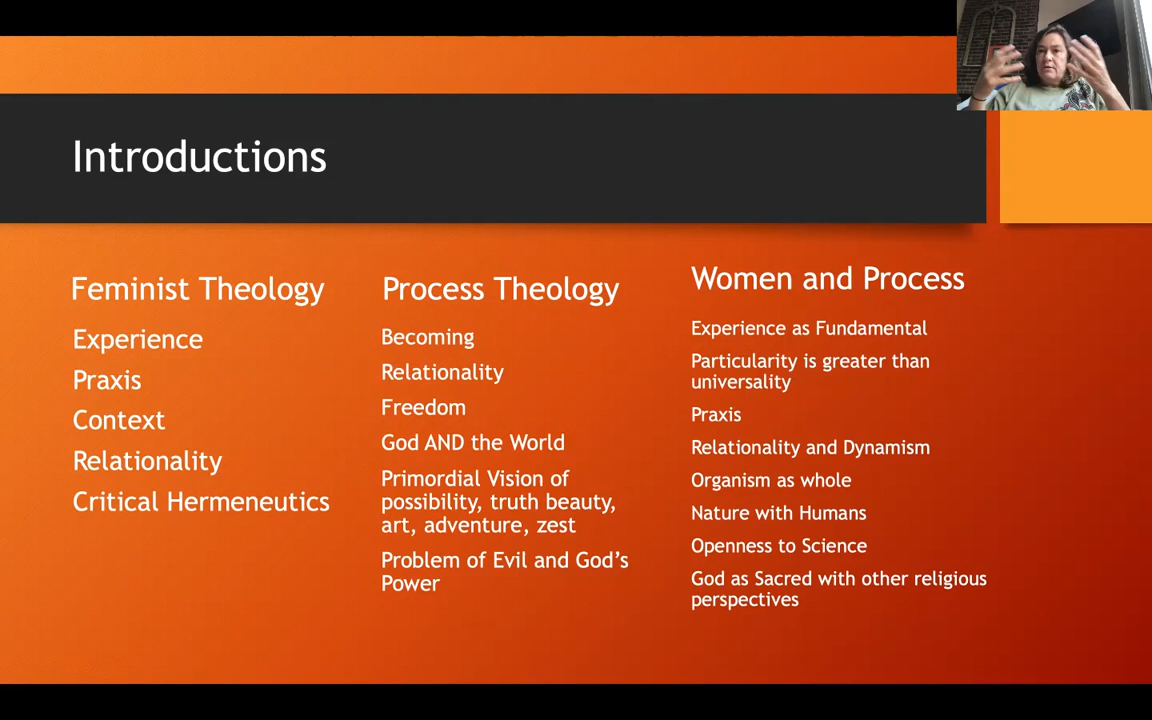 Introductions
Feminist Theology
Experience
Praxis
Context
Relationality
Critical Hermeneutics
Process Theology
Becoming
Relationality
Freedom
God AND the World
Primordial Vision of
possibility, truth beauty,
art, adventure, zest
Problem of Evil and God’s
Power
Women and Process
Experience as Fundamental
Particularity is greater than
universality
Praxis
Relationality and Dynamism
Organism as whole
Nature with Humans
Openness to Science
God as Sacred with other religious
perspectives